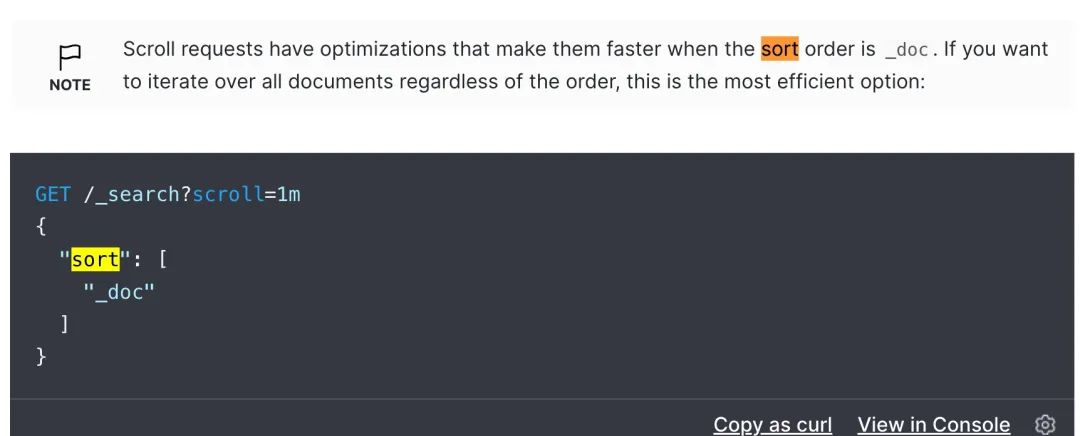 Scroll requests have optimizations that make them faster when the sort order is _doc. If you want
NOTE
to iterate over all documents regardless of the order, this is the most efficient option:
GET /_search?scroll=1m
{
  "sort": [
    "_doc"
  ]
}
Copy as curl View in Console